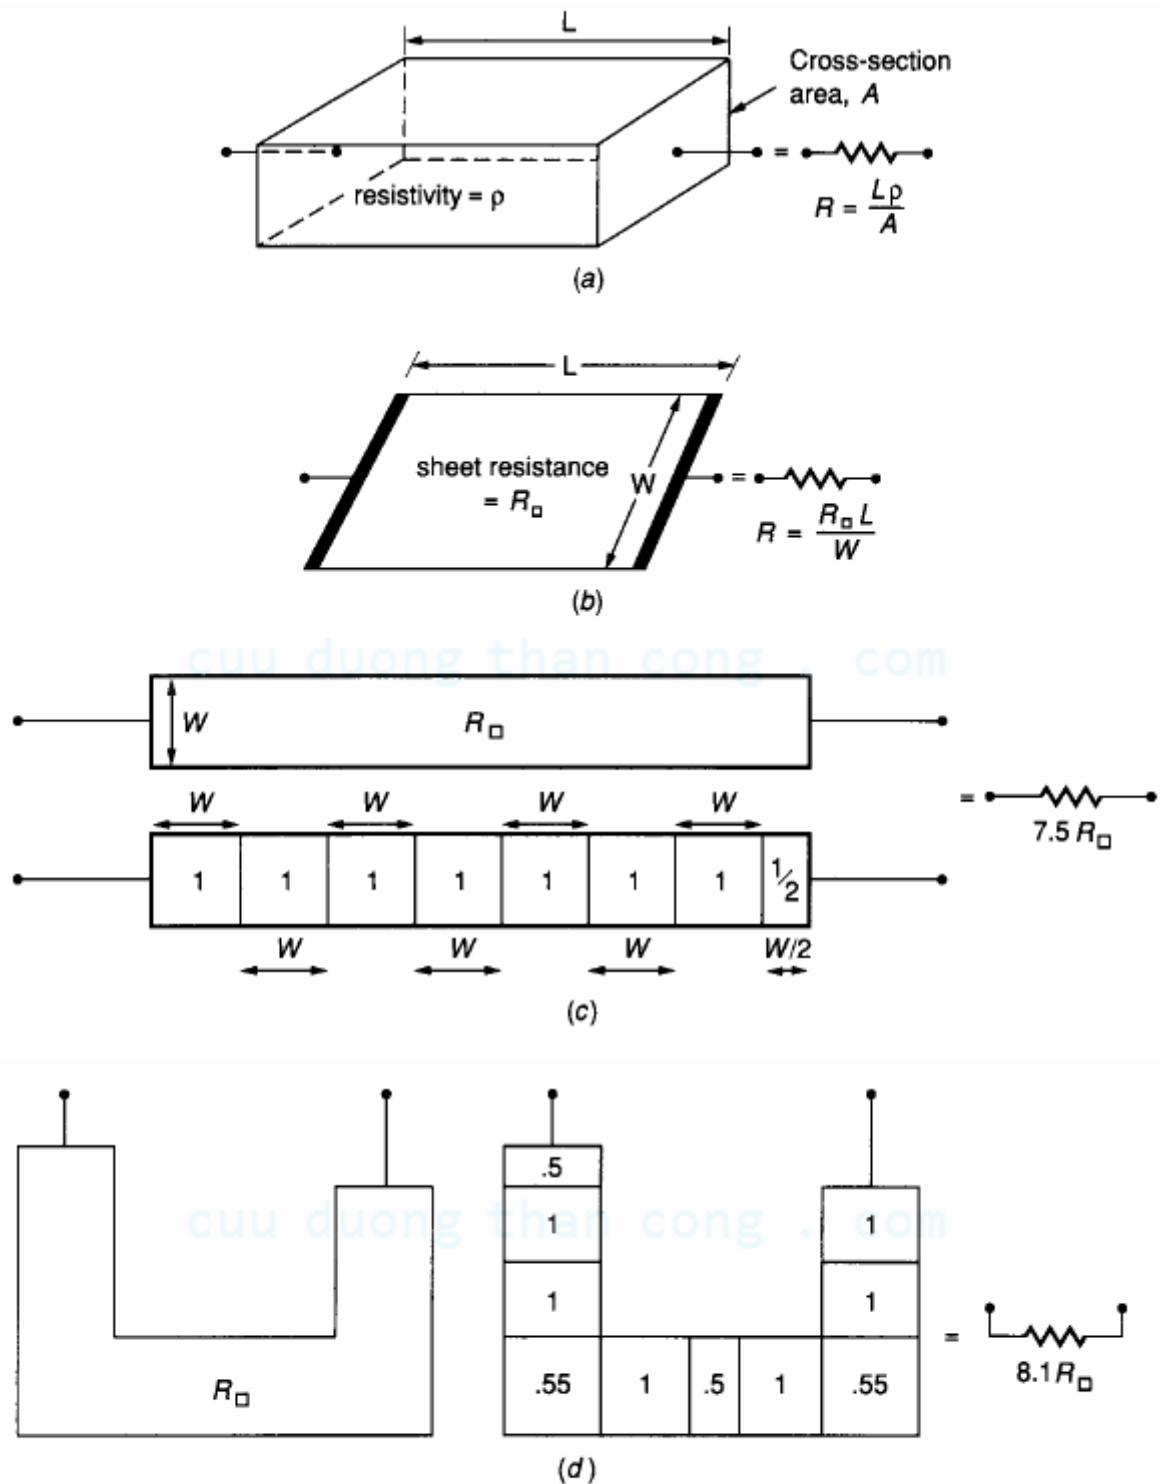 L
Cross-section
area, A
resistivity = ρ
=
R = Lρ/A
(a)
L
sheet resistance
= R□
W
=
R = R□ L/W
(b)
cuu duong than cong . com
W
R□
W W W W
1 1 1 1 1 1 1 1/2
W W W W/2
=
7.5 R□
(c)
.5
1 1
cuu duong than cong . com
1 1
.55 1 .5 1 .55
R□
=
8.1 R□
(d)